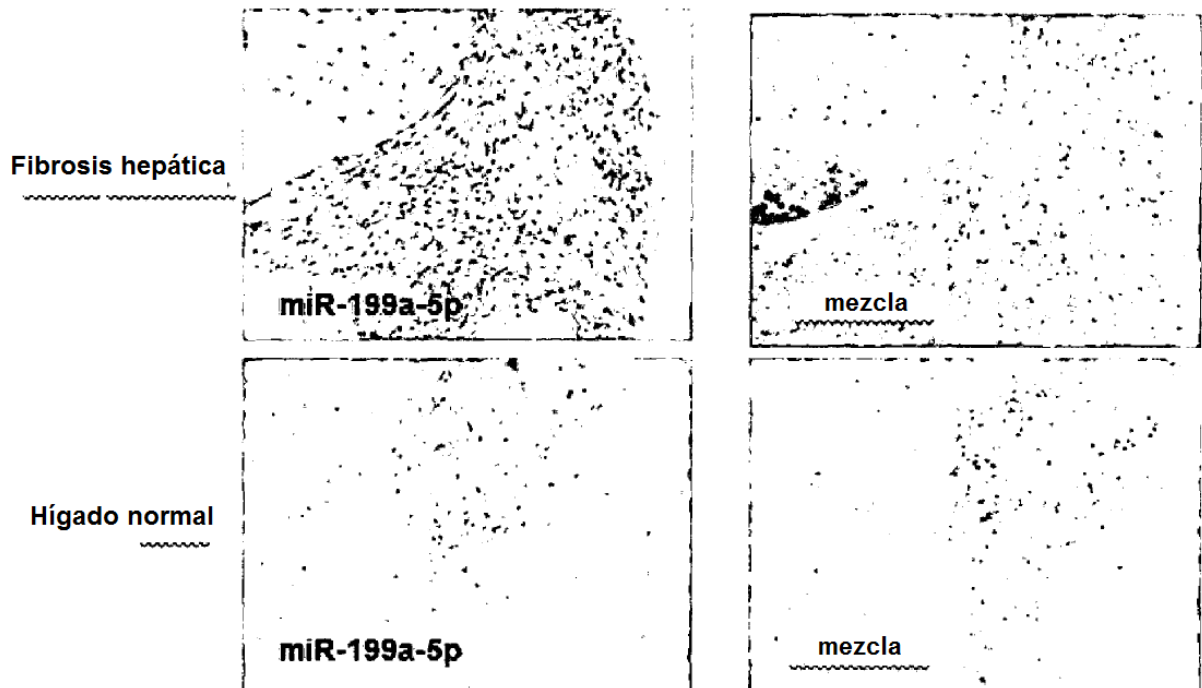 Fibrosis hepática
miR-199a-5p
mezcla
Hígado normal
miR-199a-5p
mezcla